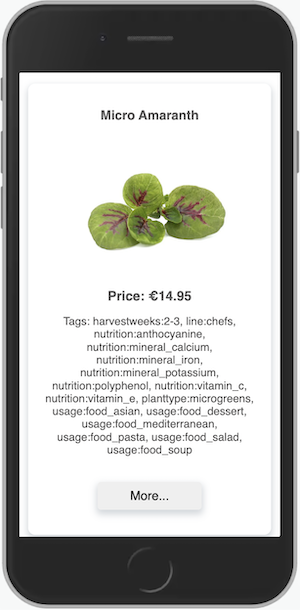 Micro Amaranth
Price: €14.95
Tags: harvestweeks:2-3, line:chefs,
nutrition:anthocyanine,
nutrition:mineral_calcium,
nutrition:mineral_iron,
nutrition:mineral_potassium,
nutrition:polyphenol, nutrition:vitamin_c,
nutrition:vitamin_e, planttype:microgreens,
usage:food_asian, usage:food_dessert,
usage:food_mediterranean,
usage:food_pasta, usage:food_salad,
usage:food_soup
More...